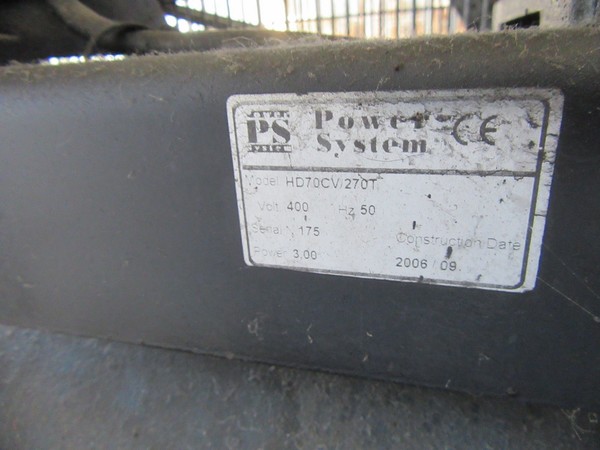 PS Power CE
System
Model HD70CV/270T
Volt. 400 Hz 50
Serial 175 Construction Date
Power 3.00 2006 / 09